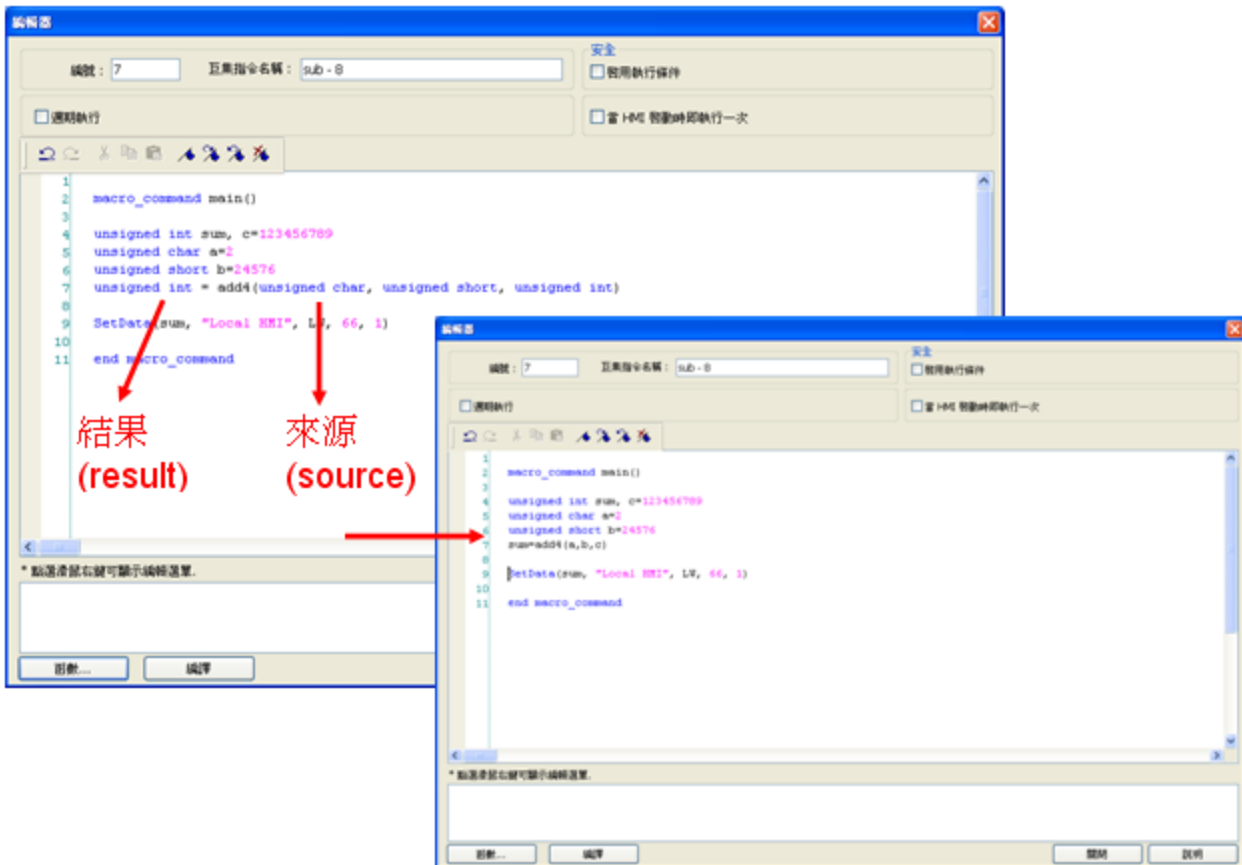 編輯器
編號： 7 巨集指令名稱： sub - 8
安全
啓用執行條件
週期執行
當 HMI 啓動時即執行一次
1
2 macro_command main()
3
4 unsigned int sum, c=123456789
5 unsigned char a=2
6 unsigned short b=24576
7 unsigned int = add4(unsigned char, unsigned short, unsigned int)
8
9 SetData(sum, "Local HMI", LW, 66, 1)
10
11 end macro_command
結果
(result)
來源
(source)
* 點選滑鼠右鍵可顯示編輯選單.
函數... 編譯
編輯器
編號： 7 巨集指令名稱： sub - 8
安全
啓用執行條件
週期執行
當 HMI 啓動時即執行一次
1
2 macro_command main()
3
4 unsigned int sum, c=123456789
5 unsigned char a=2
6 unsigned short b=24576
7 sum=add4(a,b,c)
8
9 SetData(sum, "Local HMI", LW, 66, 1)
10
11 end macro_command
* 點選滑鼠右鍵可顯示編輯選單.
函數... 編譯 關閉 說明